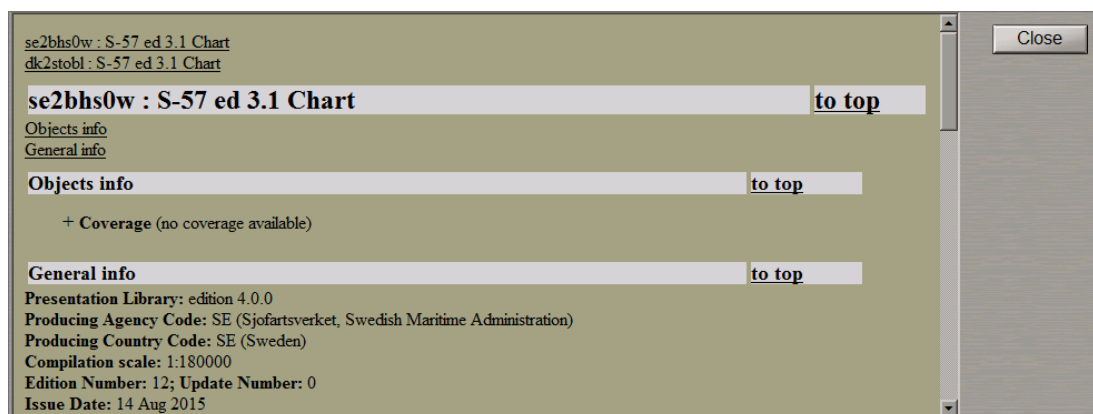 se2bhs0w : S-57 ed 3.1 Chart
dk2stobl : S-57 ed 3.1 Chart
Close
se2bhs0w : S-57 ed 3.1 Chart to top
Objects info
General info
Objects info to top
+ Coverage (no coverage available)
General info to top
Presentation Library: edition 4.0.0
Producing Agency Code: SE (Sjofartsverket, Swedish Maritime Administration)
Producing Country Code: SE (Sweden)
Compilation scale: 1:180000
Edition Number: 12; Update Number: 0
Issue Date: 14 Aug 2015